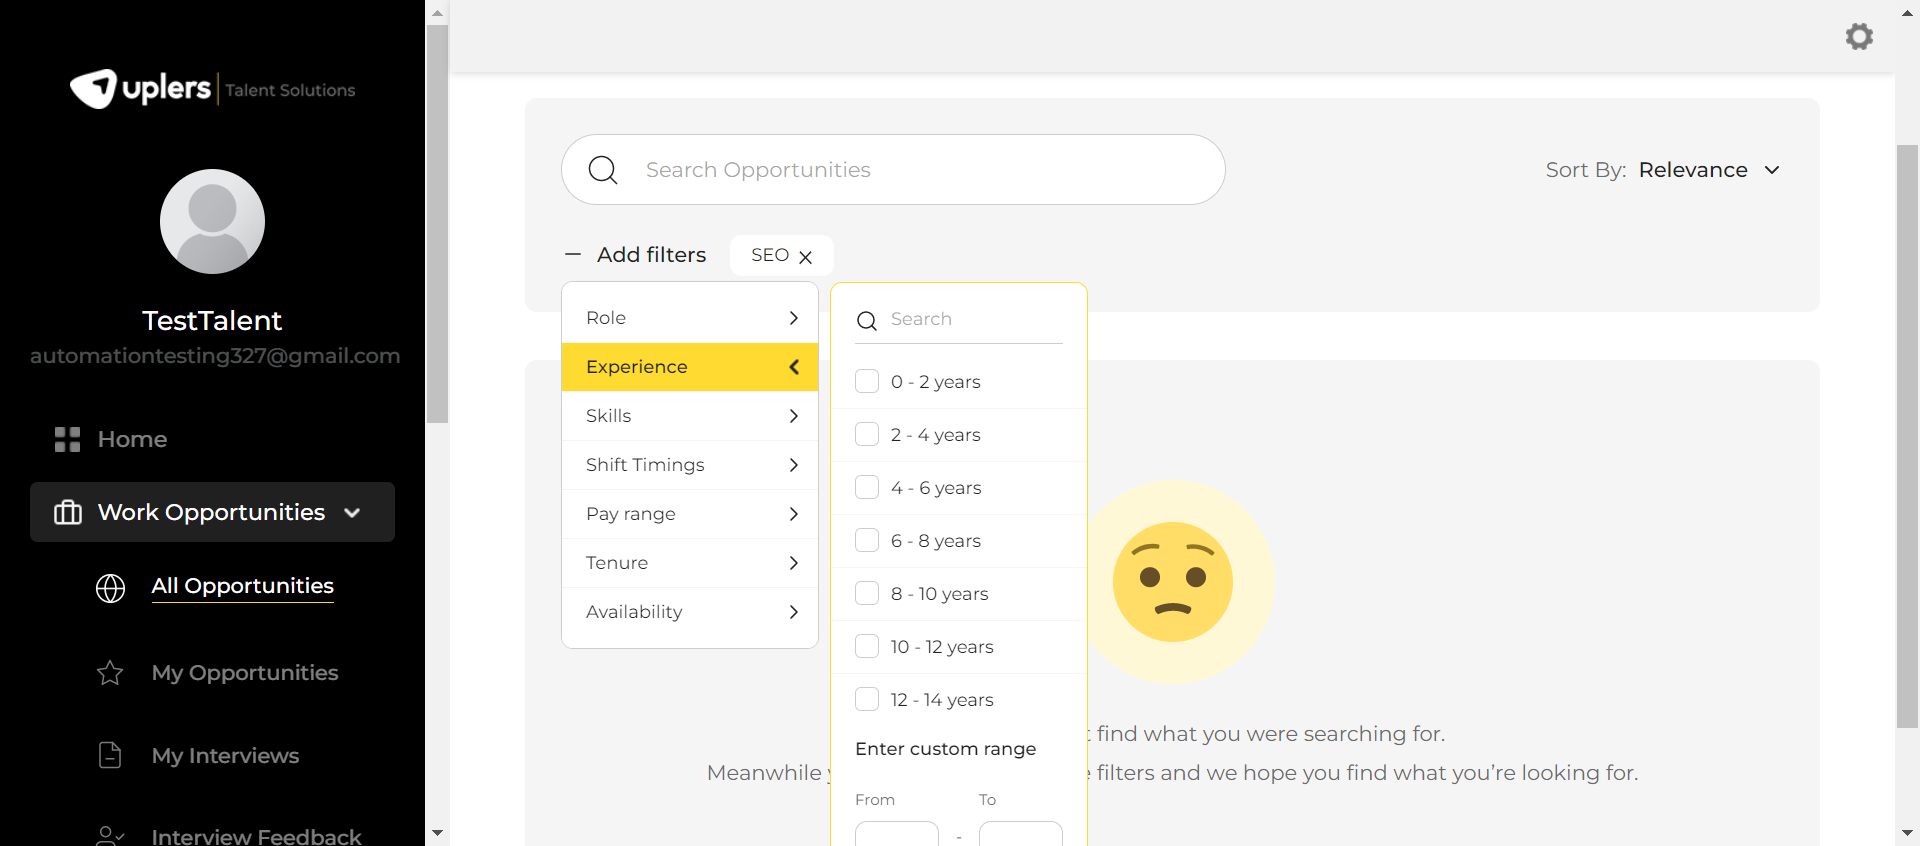 uplers | Talent Solutions
TestTalent
automationtesting327@gmail.com
Home
Work Opportunities
All Opportunities
My Opportunities
My Interviews
Interview Feedback
Search Opportunities
Sort By: Relevance
Add filters
SEO
Role
Experience
Skills
Shift Timings
Pay range
Tenure
Availability
Search
0 - 2 years
2 - 4 years
4 - 6 years
6 - 8 years
8 - 10 years
10 - 12 years
12 - 14 years
Enter custom range
From
To
-
find what you were searching for.
Meanwhile
filters and we hope you find what you’re looking for.